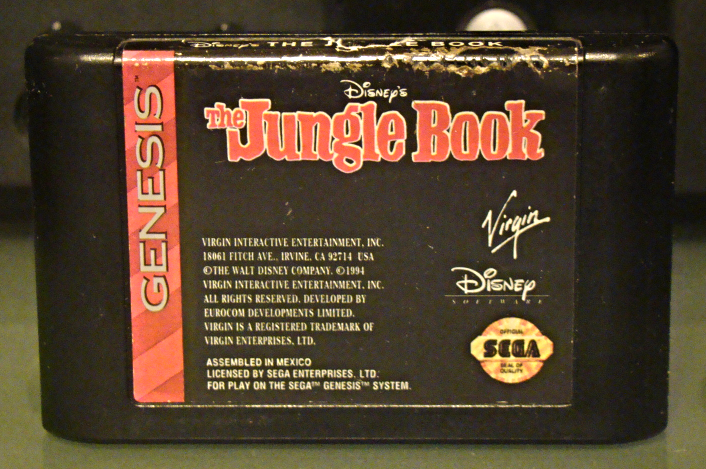 DISNEY'S THE JUNGLE BOOK
GENESIS™
DISNEY'S
The Jungle Book
Virgin
VIRGIN INTERACTIVE ENTERTAINMENT, INC.
18061 FITCH AVE., IRVINE, CA 92714 USA
©THE WALT DISNEY COMPANY. ©1994
VIRGIN INTERACTIVE ENTERTAINMENT, INC.
ALL RIGHTS RESERVED. DEVELOPED BY
EUROCOM DEVELOPMENTS LIMITED.
VIRGIN IS A REGISTERED TRADEMARK OF
VIRGIN ENTERPRISES, LTD.
DISNEY
SOFTWARE
ASSEMBLED IN MEXICO
LICENSED BY SEGA ENTERPRISES, LTD.
FOR PLAY ON THE SEGA™ GENESIS™ SYSTEM.
OFFICIAL
SEGA
SEAL OF
QUALITY